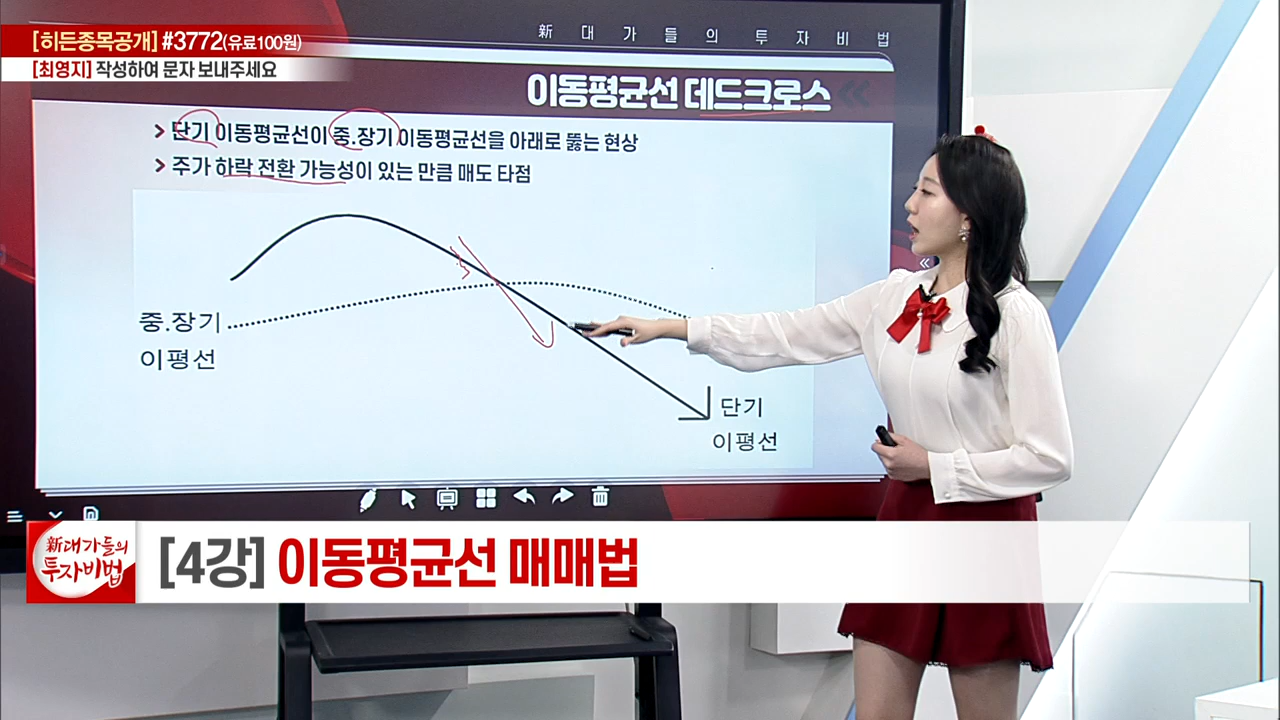 [히든종목공개] #3772(유료100원)
[최영지] 작성하여 문자 보내주세요
新 대가들의 투자비법
이동평균선 데드크로스
단기 이동평균선이 중.장기 이동평균선을 아래로 뚫는 현상
주가 하락 전환 가능성이 있는 만큼 매도 타점
중.장기
이평선
단기
이평선
新대가들의
투자비법
[4강] 이동평균선 매매법